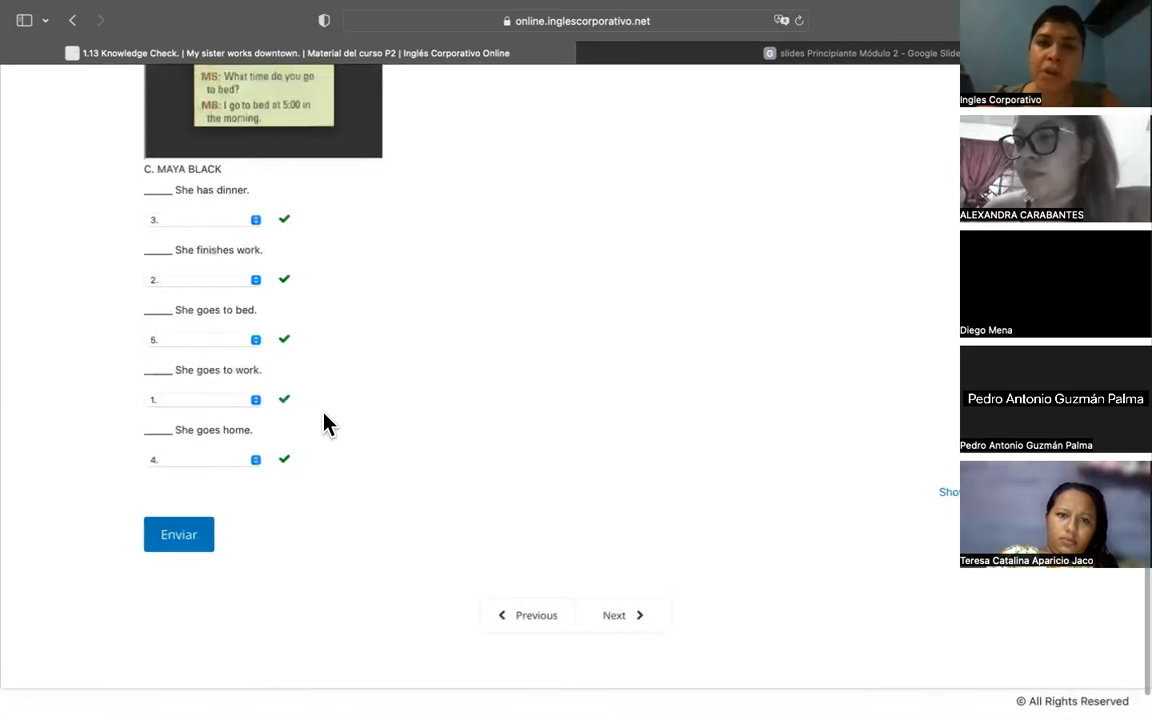 online.inglescorporativo.net
1.13 Knowledge Check. | My sister works downtown. | Material del curso P2 | Inglés Corporativo Online
slides Principiante Módulo 2 - Google Slide
MS: What time do you go
to bed?
MB: I go to bed at 5:00 in
the morning.
C. MAYA BLACK
_____ She has dinner.
3.
_____ She finishes work.
2.
_____ She goes to bed.
5.
_____ She goes to work.
1.
_____ She goes home.
4.
Sho
Enviar
Previous
Next
© All Rights Reserved
Ingles Corporativo
ALEXANDRA CARABANTES
Diego Mena
Pedro Antonio Guzmán Palma
Pedro Antonio Guzmán Palma
Teresa Catalina Aparicio Jaco